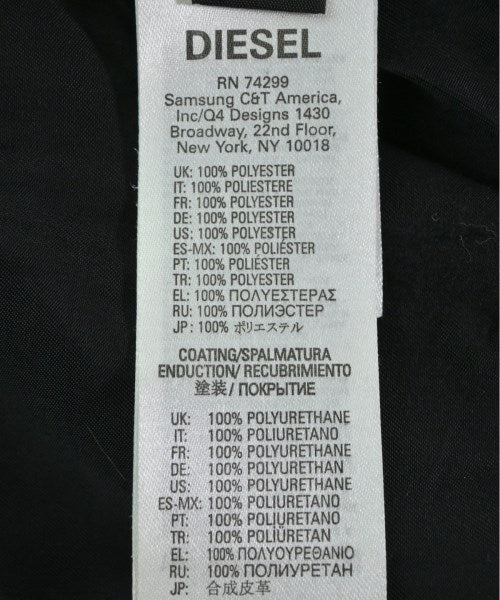 DIESEL
RN 74299
Samsung C&T America,
Inc/Q4 Designs 1430
Broadway, 22nd Floor,
New York, NY 10018
UK: 100% POLYESTER
IT: 100% POLIESTERE
FR: 100% POLYESTER
DE: 100% POLYESTER
US: 100% POLYESTER
ES-MX: 100% POLIÉSTER
PT: 100% POLIÉSTER
TR: 100% POLYESTER
EL: 100% ΠΟΛΥΕΣΤΕΡΑΣ
RU: 100% ПОЛИЭСТЕР
JP: 100% ポリエステル
COATING/SPALMATURA
ENDUCTION/ RECUBRIMIENTO
塗装/ ПОКРЫТИЕ
UK: 100% POLYURETHANE
IT: 100% POLIURETANO
FR: 100% POLYURETHANE
DE: 100% POLYURETHAN
US: 100% POLYURETHANE
ES-MX: 100% POLIURETANO
PT: 100% POLIURETANO
TR: 100% POLİÜRETAN
EL: 100% ΠΟΛΥΟΥΡΕΘΑΝΙΟ
RU: 100% ПОЛИУРЕТАН
JP: 合成皮革